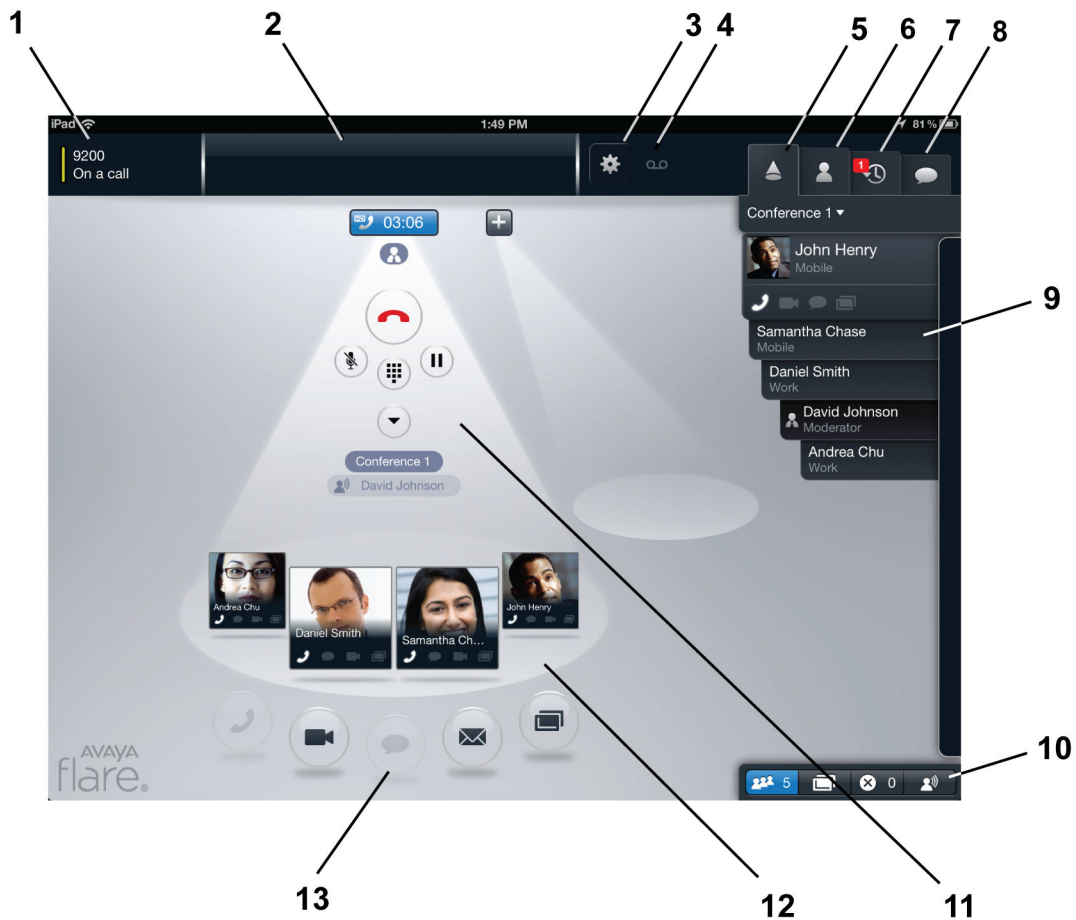 1
2
3
4
5
6
7
8
iPad
1:49 PM
81%
9200
On a call
1
Conference 1
HD
03:06
John Henry
Mobile
9
Samantha Chase
Mobile
Daniel Smith
Work
David Johnson
Moderator
Andrea Chu
Work
Conference 1
David Johnson
Andrea Chu
Daniel Smith
Samantha Ch...
John Henry
AVAYA
flare®
5
0
10
13
12
11